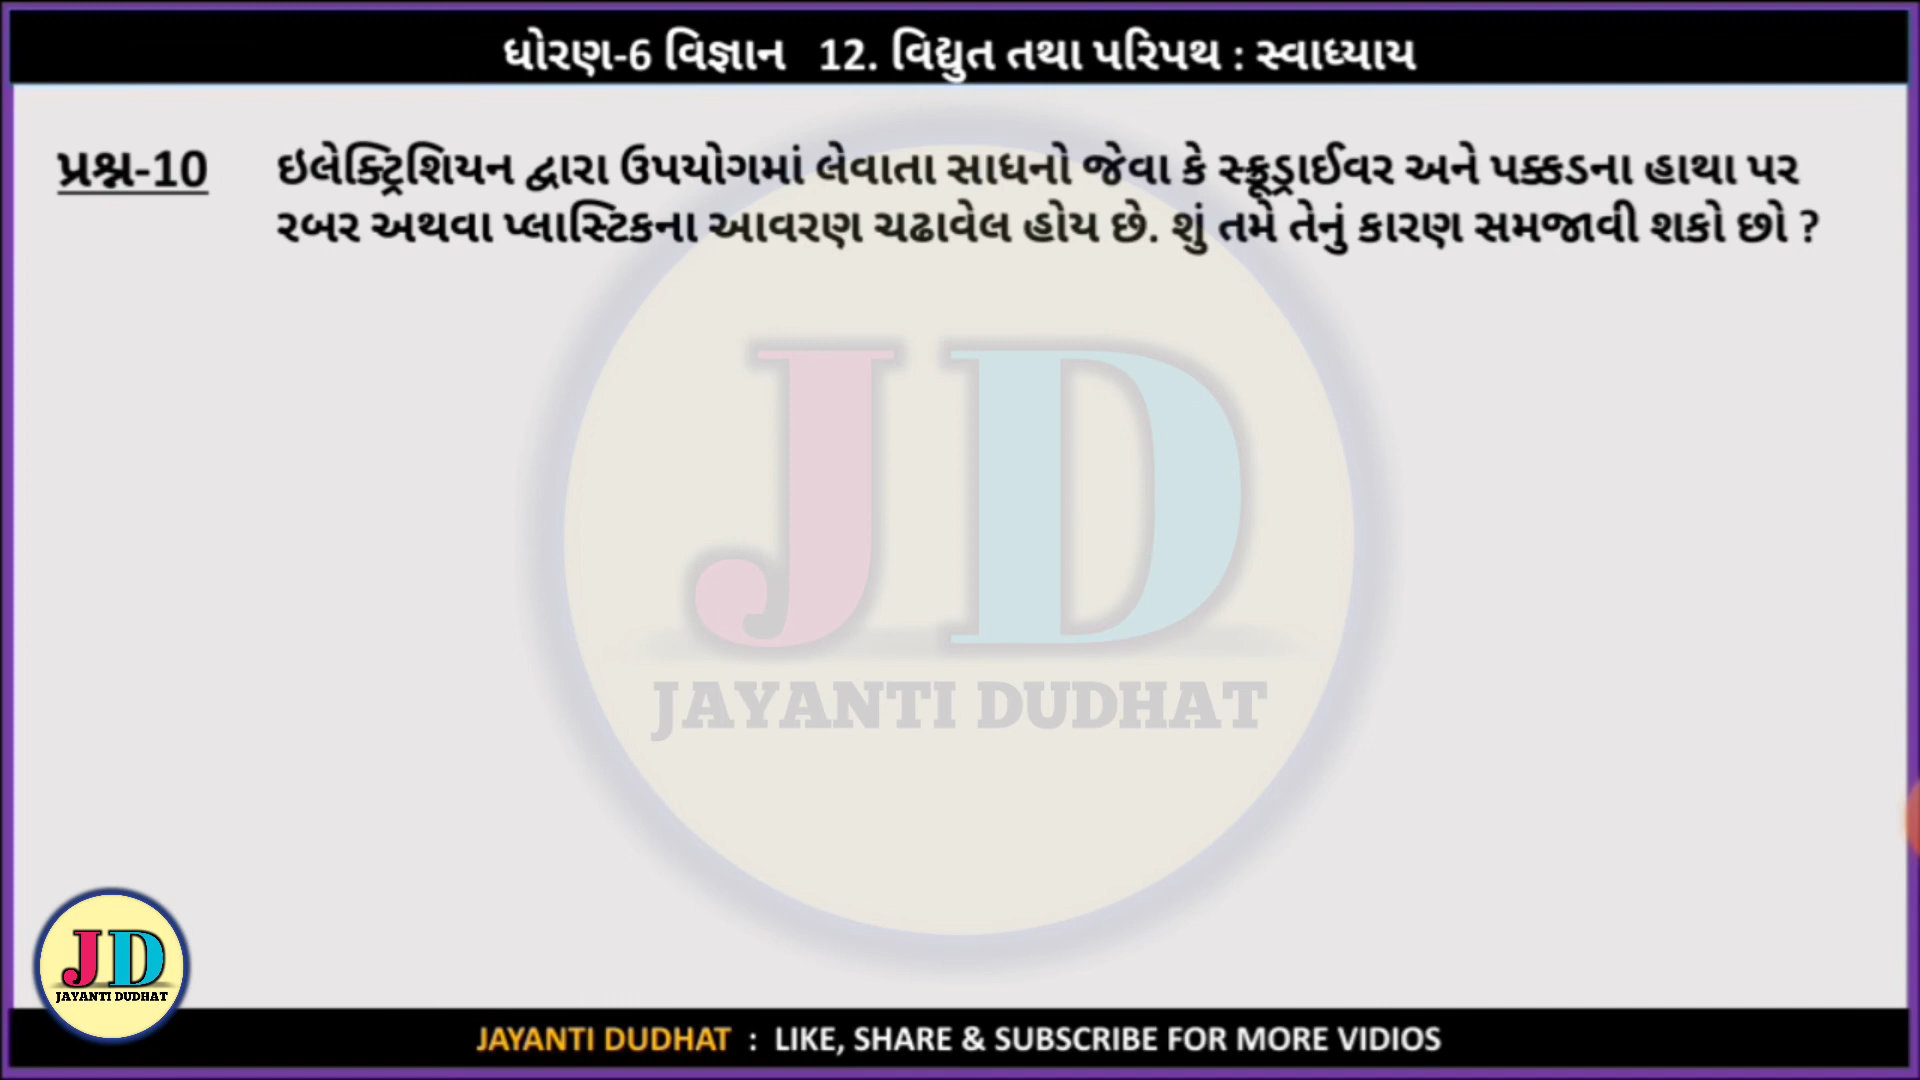 ધોરણ-6 વિજ્ઞાન   12. વિદ્યુત તથા પરિપથ : સ્વાધ્યાય
પ્રશ્ન-10 ઇલેક્ટ્રિશિયન દ્વારા ઉપયોગમાં લેવાતા સાધનો જેવા કે સ્ક્રૂડ્રાઈવર અને પક્કડના હાથા પર
રબર અથવા પ્લાસ્ટિકના આવરણ ચઢાવેલ હોય છે. શું તમે તેનું કારણ સમજાવી શકો છો ?
JD
JAYANTI DUDHAT
JD
JAYANTI DUDHAT
JAYANTI DUDHAT : LIKE, SHARE & SUBSCRIBE FOR MORE VIDIOS